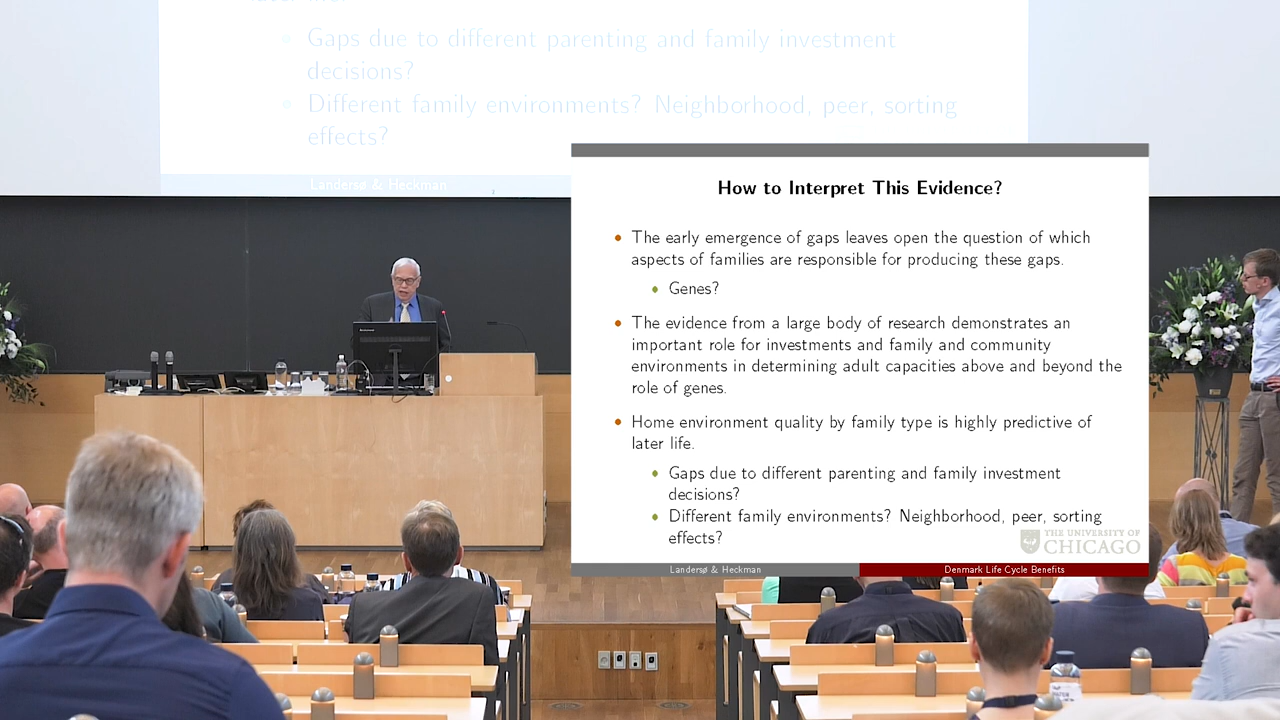 Gaps due to different parenting and family investment
decisions?
Different family environments? Neighborhood, peer, sorting
effects?
Landersø & Heckman
How to Interpret This Evidence?
The early emergence of gaps leaves open the question of which
aspects of families are responsible for producing these gaps.
Genes?
The evidence from a large body of research demonstrates an
important role for investments and family and community
environments in determining adult capacities above and beyond the
role of genes.
Home environment quality by family type is highly predictive of
later life.
Gaps due to different parenting and family investment
decisions?
Different family environments? Neighborhood, peer, sorting
effects?
THE UNIVERSITY OF
CHICAGO
Landersø & Heckman
Denmark Life Cycle Benefits